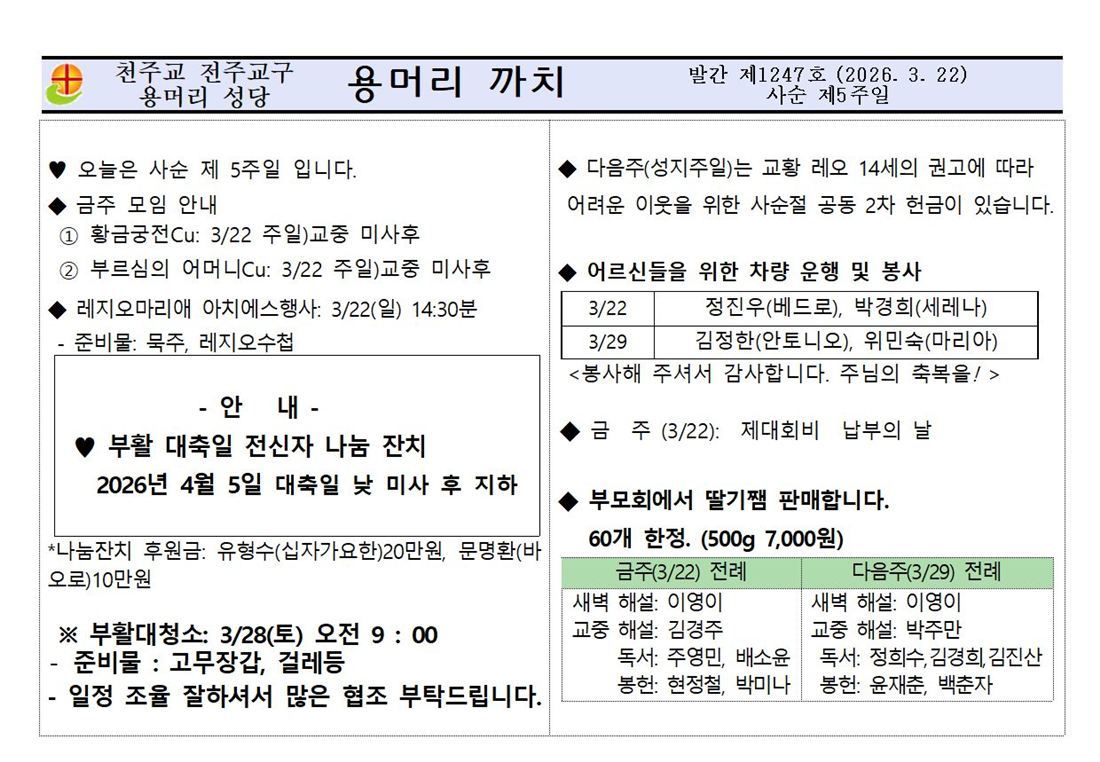 천주교 전주교구
용머리 성당
용머리 까치
발간 제1247호 (2026. 3. 22)
사순 제5주일
♥ 오늘은 사순 제 5주일 입니다.
◆ 금주 모임 안내
① 황금궁전Cu: 3/22 주일)교중 미사후
② 부르심의 어머니Cu: 3/22 주일)교중 미사후
◆ 레지오마리애 아치에스행사: 3/22(일) 14:30분
- 준비물: 묵주, 레지오수첩
- 안 내 -
♥ 부활 대축일 전신자 나눔 잔치
2026년 4월 5일 대축일 낮 미사 후 지하
*나눔잔치 후원금: 유형수(십자가요한)20만원, 문명환(바
오로)10만원
※ 부활대청소: 3/28(토) 오전 9 : 00
- 준비물 : 고무장갑, 걸레등
- 일정 조율 잘하셔서 많은 협조 부탁드립니다.
◆ 다음주(성지주일)는 교황 레오 14세의 권고에 따라
어려운 이웃을 위한 사순절 공동 2차 헌금이 있습니다.
◆ 어르신들을 위한 차량 운행 및 봉사
3/22 정진우(베드로), 박경희(세레나)
3/29 김정한(안토니오), 위민숙(마리아)
<봉사해 주셔서 감사합니다. 주님의 축복을! >
◆ 금 주 (3/22): 제대회비 납부의 날
◆ 부모회에서 딸기쨈 판매합니다.
60개 한정. (500g 7,000원)
금주(3/22) 전례
새벽 해설: 이영이
교중 해설: 김경주
독서: 주영민, 배소윤
봉헌: 현정철, 박미나
다음주(3/29) 전례
새벽 해설: 이영이
교중 해설: 박주만
독서: 정희수,김경희,김진산
봉헌: 윤재춘, 백춘자